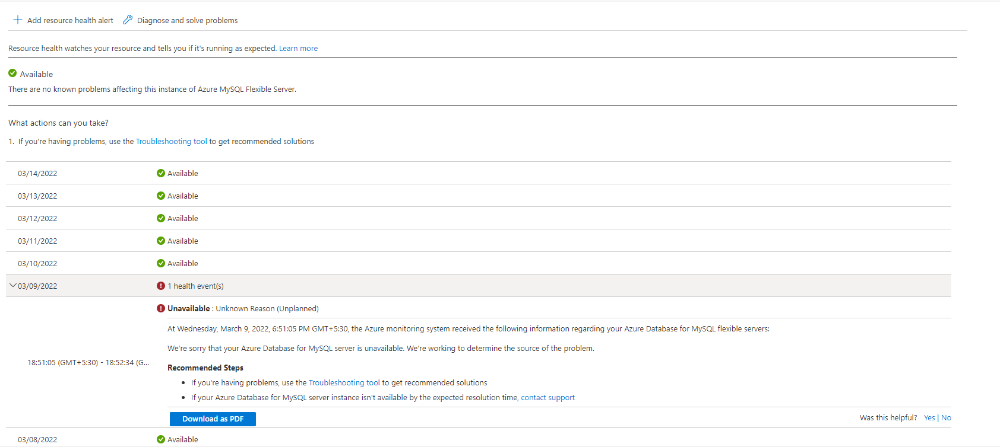 Add resource health alert Diagnose and solve problems
Resource health watches your resource and tells you if it's running as expected. Learn more
Available
There are no known problems affecting this instance of Azure MySQL Flexible Server.
What actions can you take?
1. If you're having problems, use the Troubleshooting tool to get recommended solutions
03/14/2022 Available
03/13/2022 Available
03/12/2022 Available
03/11/2022 Available
03/10/2022 Available
03/09/2022 1 health event(s)
Unavailable : Unknown Reason (Unplanned)
At Wednesday, March 9, 2022, 6:51:05 PM GMT+5:30, the Azure monitoring system received the following information regarding your Azure Database for MySQL flexible servers:
We're sorry that your Azure Database for MySQL server is unavailable. We're working to determine the source of the problem.
18:51:05 (GMT+5:30) - 18:52:34 (G...
Recommended Steps
• If you're having problems, use the Troubleshooting tool to get recommended solutions
• If your Azure Database for MySQL server instance isn't available by the expected resolution time, contact support
Download as PDF Was this helpful? Yes | No
03/08/2022 Available